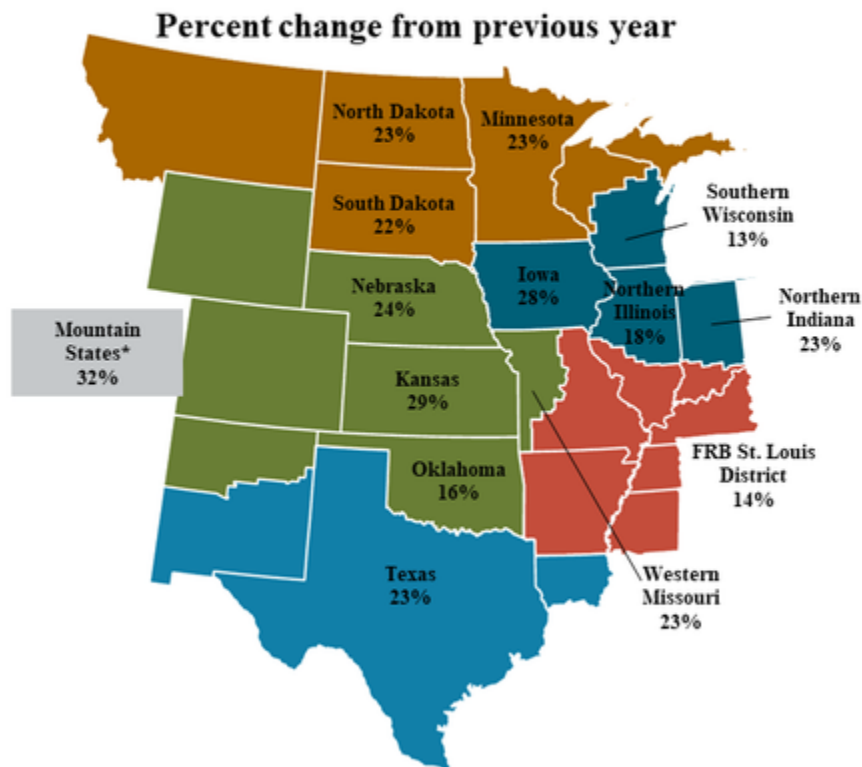 Percent change from previous year
North Dakota
23%
Minnesota
23%
South Dakota
22%
Southern
Wisconsin
13%
Nebraska
24%
Iowa
28%
Northern
Illinois
18%
Northern
Indiana
23%
Mountain
States*
32%
Kansas
29%
Oklahoma
16%
FRB St. Louis
District
14%
Texas
23%
Western
Missouri
23%